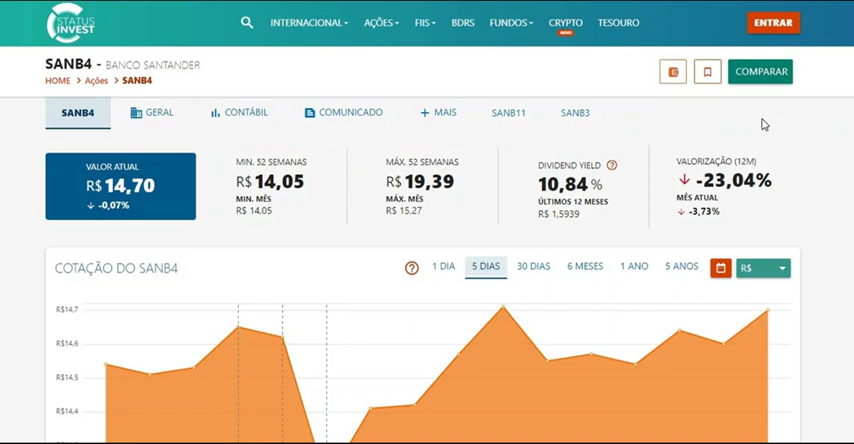 STATUS
INVEST
INTERNACIONAL
AÇÕES
FIIS
BDRS
FUNDOS
CRYPTO
TESOURO
ENTRAR
SANB4 - BANCO SANTANDER
HOME > Ações > SANB4
COMPARAR
SANB4
GERAL
CONTÁBIL
COMUNICADO
+ MAIS
SANB11
SANB3
VALOR ATUAL
R$ 14,70
-0,07%
MIN. 52 SEMANAS
R$ 14,05
MIN. MÊS
R$ 14,05
MÁX. 52 SEMANAS
R$ 19,39
MÁX. MÊS
R$ 15,27
DIVIDEND YIELD ?
10,84 %
ÚLTIMOS 12 MESES
R$ 1,5939
VALORIZAÇÃO (12M)
-23,04%
MÊS ATUAL
-3,73%
COTAÇÃO DO SANB4
?
1 DIA
5 DIAS
30 DIAS
6 MESES
1 ANO
5 ANOS
R$
R$14,7
R$14,6
R$14,5
R$14,4